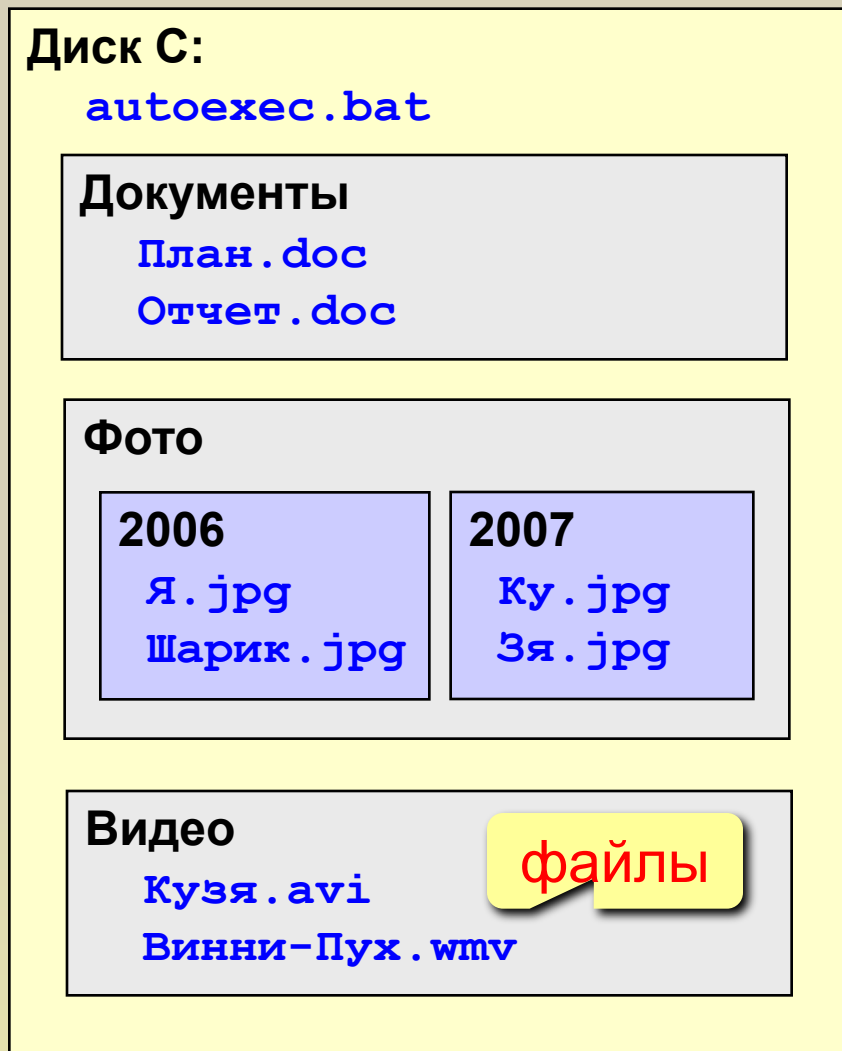 Диск C:
autoexec.bat
Документы
План.doc
Отчет.doc
Фото
2006
Я.jpg
Шарик.jpg
2007
Ку.jpg
Зя.jpg
Видео
файлы
Кузя.avi
Винни-Пух.wmv